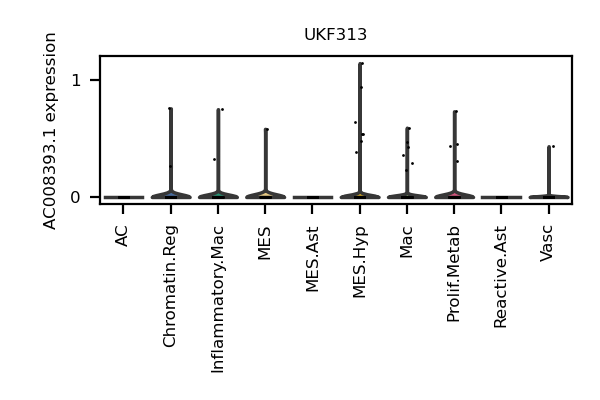 UKF313
AC008393.1 expression
1
0
AC
Chromatin.Reg
Inflammatory.Mac
MES
MES.Ast
MES.Hyp
Mac
Prolif.Metab
Reactive.Ast
Vasc